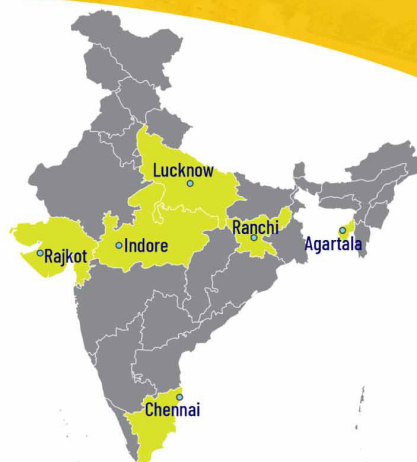 Lucknow
Ranchi
Agartala
Indore
Rajkot
Chennai